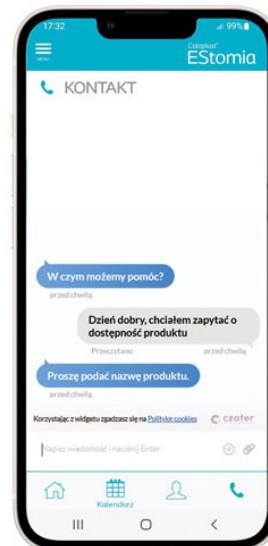 17:32
99%
MENU
Coloplast®
EStomia
KONTAKT
W czym możemy pomóc?
przed chwilą
Dzień dobry, chciałem zapytać o
dostępność produktu
Przeczytano przed chwilą
Proszę podać nazwę produktu.
przed chwilą
Korzystając z widgetu zgadzasz się na Politykę cookies czater
Napisz wiadomość i naciśnij Enter
Kalendarz